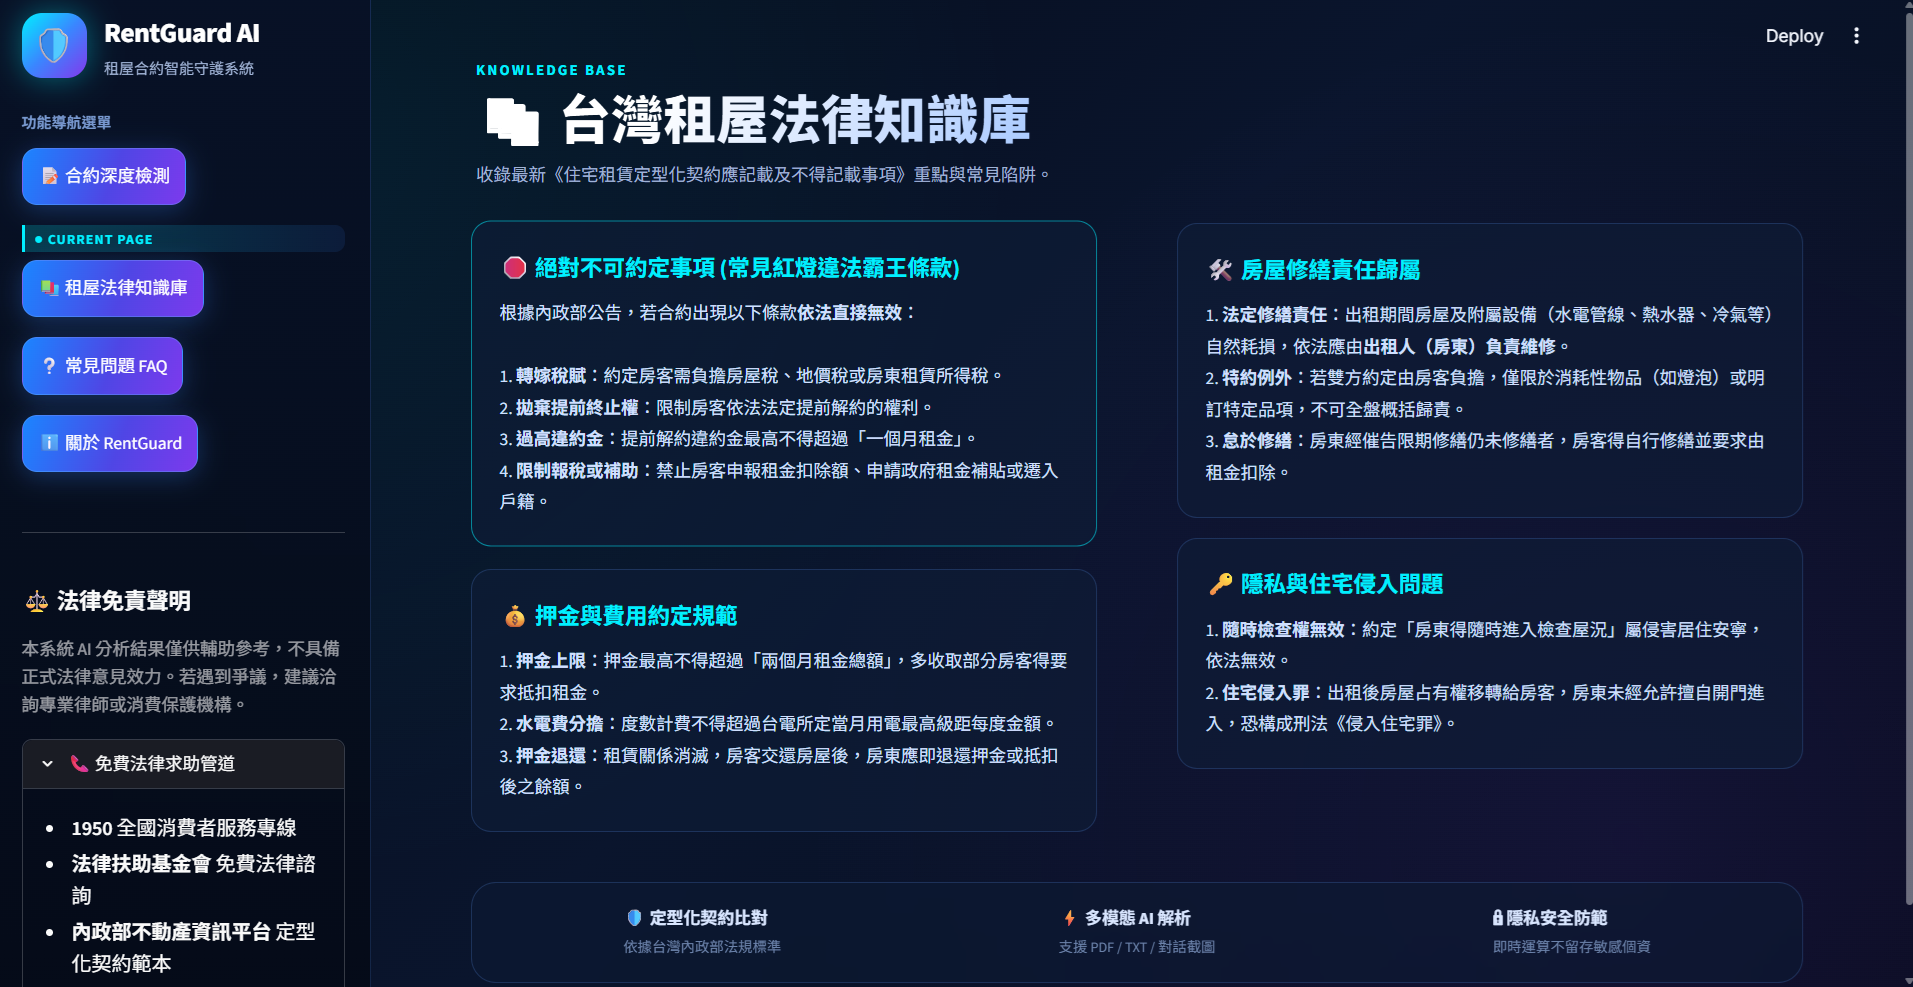 RentGuard AI
租屋合約智能守護系統
功能導航選單
合約深度檢測
CURRENT PAGE
租屋法律知識庫
常見問題 FAQ
關於 RentGuard
法律免責聲明
本系統 AI 分析結果僅供輔助參考，不具備
正式法律意見效力。若遇到爭議，建議洽
詢專業律師或消費保護機構。
免費法律求助管道
1950 全國消費者服務專線
法律扶助基金會 免費法律諮
詢
內政部不動產資訊平台 定型
化契約範本
Deploy
KNOWLEDGE BASE
台灣租屋法律知識庫
收錄最新《住宅租賃定型化契約應記載及不得記載事項》重點與常見陷阱。
絕對不可約定事項 (常見紅燈違法霸王條款)
根據內政部公告，若合約出現以下條款依法直接無效：
1. 轉嫁稅賦：約定房客需負擔房屋稅、地價稅或房東租賃所得稅。
2. 拋棄提前終止權：限制房客依法法定提前解約的權利。
3. 過高違約金：提前解約違約金最高不得超過「一個月租金」。
4. 限制報稅或補助：禁止房客申報租金扣除額、申請政府租金補貼或遷入
戶籍。
押金與費用約定規範
1. 押金上限：押金最高不得超過「兩個月租金總額」，多收取部分房客得要
求抵扣租金。
2. 水電費分擔：度數計費不得超過台電所定當月用電最高級距每度金額。
3. 押金退還：租賃關係消滅，房客交還房屋後，房東應即退還押金或抵扣
後之餘額。
房屋修繕責任歸屬
1. 法定修繕責任：出租期間房屋及附屬設備（水電管線、熱水器、冷氣等）
自然耗損，依法應由出租人（房東）負責維修。
2. 特約例外：若雙方約定由房客負擔，僅限於消耗性物品（如燈泡）或明
訂特定品項，不可全盤概括歸責。
3. 怠於修繕：房東經催告限期修繕仍未修繕者，房客得自行修繕並要求由
租金扣除。
隱私與住宅侵入問題
1. 隨時檢查權無效：約定「房東得隨時進入檢查屋況」屬侵害居住安寧，
依法無效。
2. 住宅侵入罪：出租後房屋占有權移轉給房客，房東未經允許擅自開門進
入，恐構成刑法《侵入住宅罪》。
定型化契約比對
依據台灣內政部法規標準
多模態 AI 解析
支援 PDF / TXT / 對話截圖
隱私安全防範
即時運算不留存敏感個資